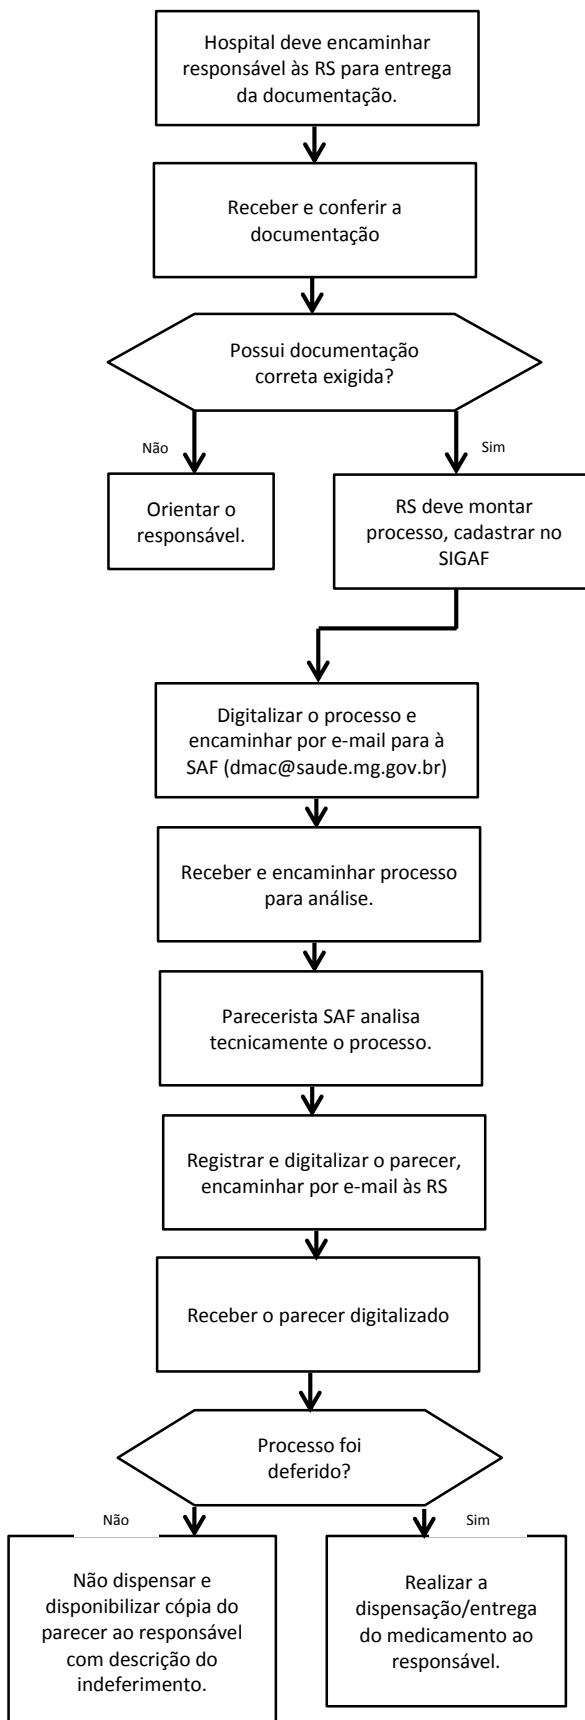 Hospital deve encaminhar
responsável às RS para entrega
da documentação.
Receber e conferir a
documentação
Possui documentação
correta exigida?
Não
Sim
Orientar o
responsável.
RS deve montar
processo, cadastrar no
SIGAF
Digitalizar o processo e
encaminhar por e-mail para à
SAF (dmac@saude.mg.gov.br)
Receber e encaminhar processo
para análise.
Parecerista SAF analisa
tecnicamente o processo.
Registrar e digitalizar o parecer,
encaminhar por e-mail às RS
Receber o parecer digitalizado
Processo foi
deferido?
Não
Sim
Não dispensar e
disponibilizar cópia do
parecer ao responsável
com descrição do
indeferimento.
Realizar a
dispensação/entrega
do medicamento ao
responsável.